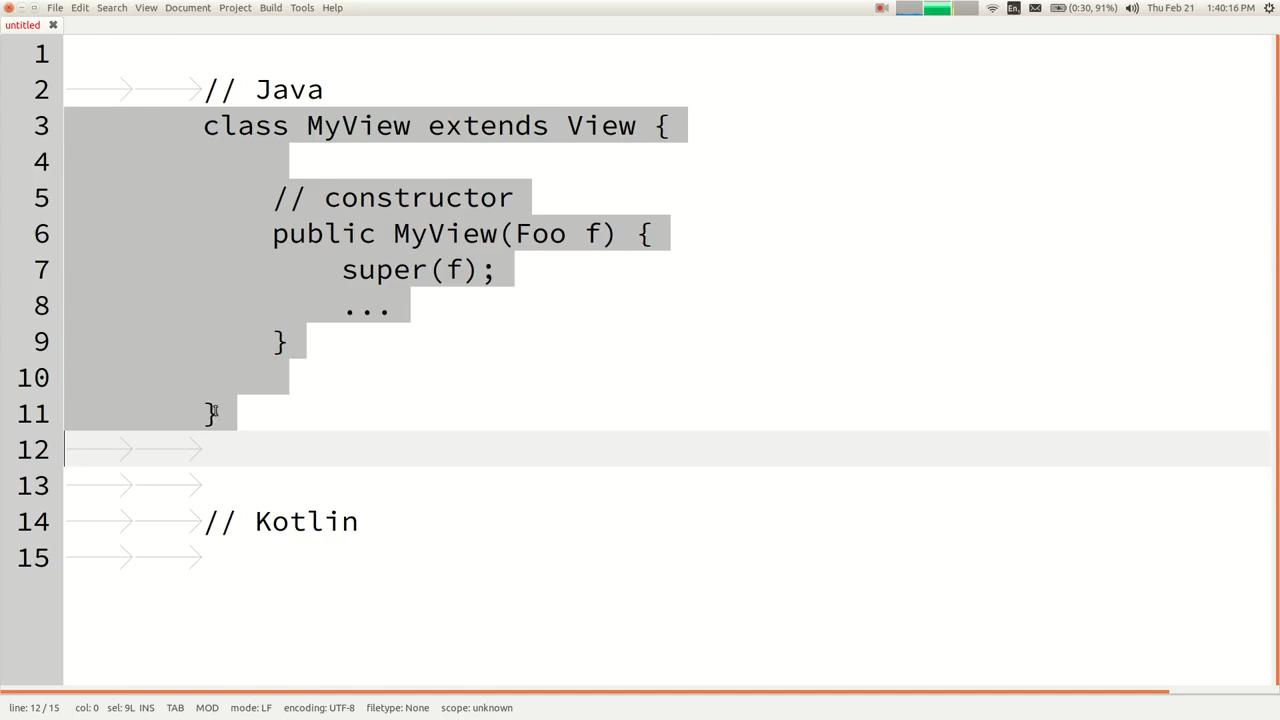 File Edit Search View Document Project Build Tools Help En, (0:30, 91%) Thu Feb 21 1:40:16 PM
untitled
1
2 // Java
3 class MyView extends View {
4
5 // constructor
6 public MyView(Foo f) {
7 super(f);
8 ...
9 }
10
11 }
12
13
14 // Kotlin
15
line: 12 / 15 col: 0 sel: 9L INS TAB MOD mode: LF encoding: UTF-8 filetype: None scope: unknown